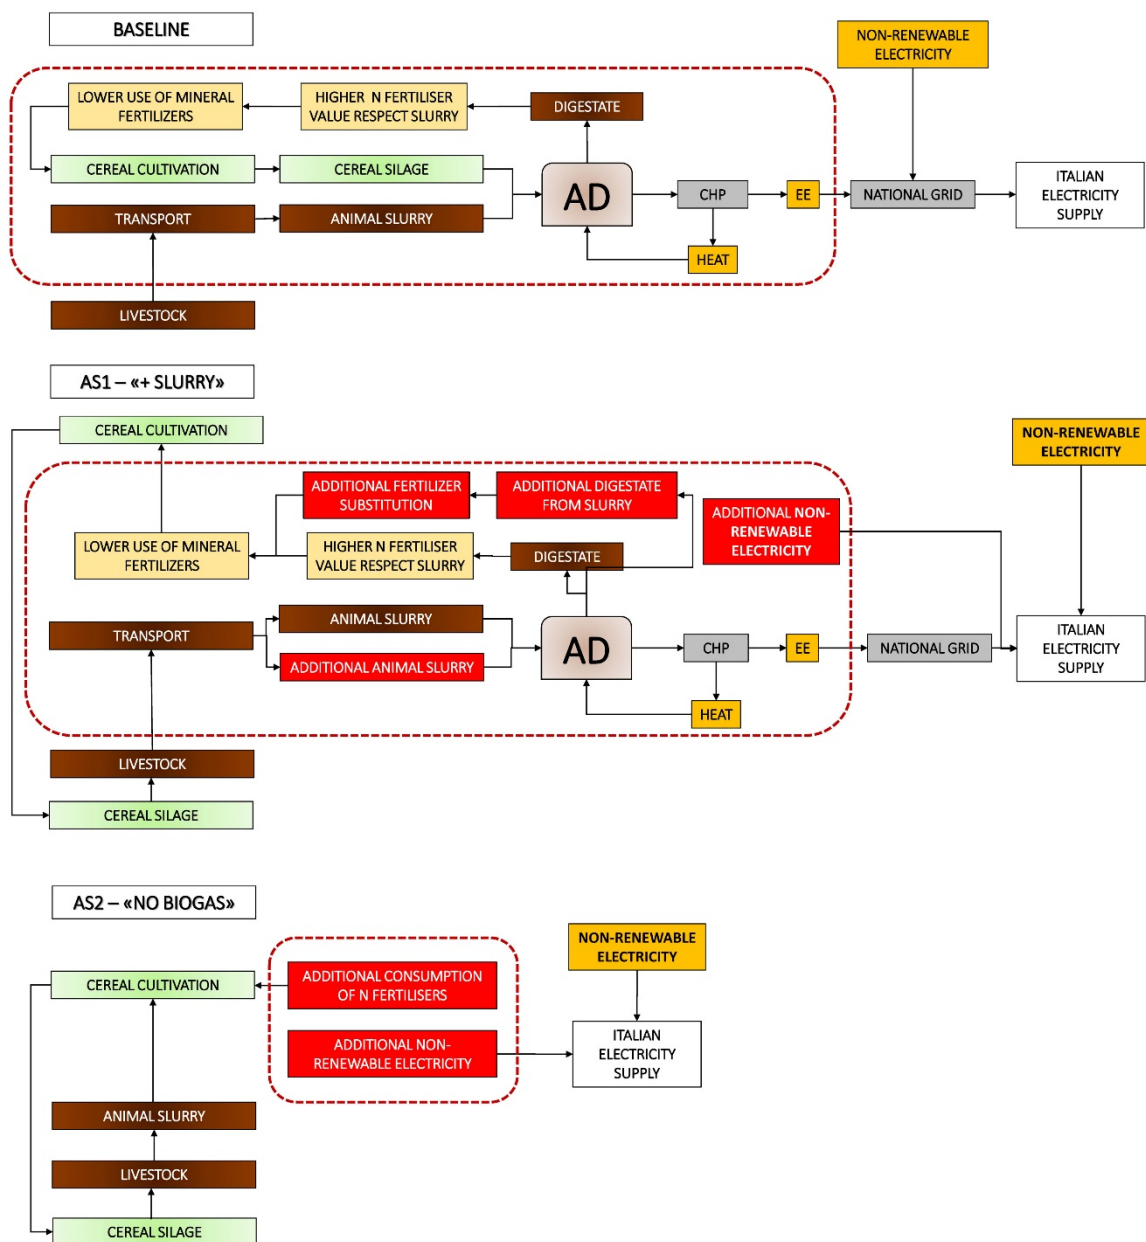 BASELINE
NON-RENEWABLE
ELECTRICITY
LOWER USE OF MINERAL
FERTILIZERS
HIGHER N FERTILISER
VALUE RESPECT SLURRY
DIGESTATE
CEREAL CULTIVATION
CEREAL SILAGE
AD
CHP
EE
NATIONAL GRID
ITALIAN
ELECTRICITY
SUPPLY
TRANSPORT
ANIMAL SLURRY
HEAT
LIVESTOCK
AS1 – «+ SLURRY»
CEREAL CULTIVATION
NON-RENEWABLE
ELECTRICITY
ADDITIONAL FERTILIZER
SUBSTITUTION
ADDITIONAL DIGESTATE
FROM SLURRY
ADDITIONAL NON-
RENEWABLE
ELECTRICITY
LOWER USE OF MINERAL
FERTILIZERS
HIGHER N FERTILISER
VALUE RESPECT SLURRY
DIGESTATE
TRANSPORT
ANIMAL SLURRY
ADDITIONAL ANIMAL SLURRY
AD
CHP
EE
NATIONAL GRID
ITALIAN
ELECTRICITY
SUPPLY
HEAT
LIVESTOCK
CEREAL SILAGE
AS2 – «NO BIOGAS»
NON-RENEWABLE
ELECTRICITY
CEREAL CULTIVATION
ADDITIONAL CONSUMPTION
OF N FERTILISERS
ADDITIONAL NON-
RENEWABLE ELECTRICITY
ITALIAN
ELECTRICITY
SUPPLY
ANIMAL SLURRY
LIVESTOCK
CEREAL SILAGE